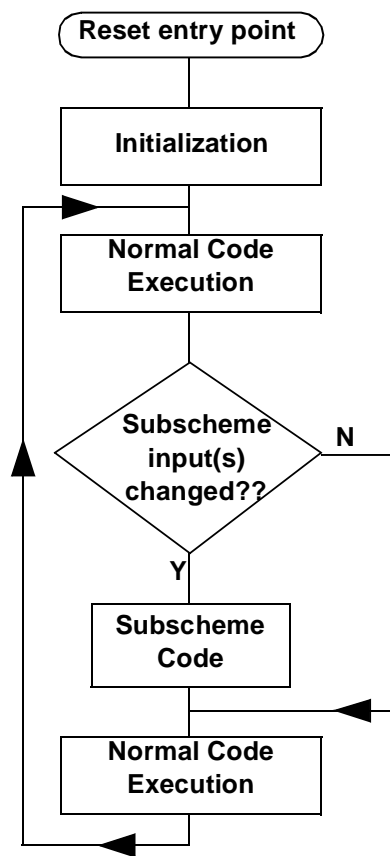 Reset entry point
Initialization
Normal Code
Execution
Subscheme
input(s)
changed??
N
Y
Subscheme
Code
Normal Code
Execution